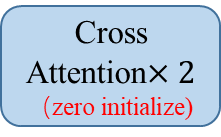 Cross
Attention× 2
（zero initialize)